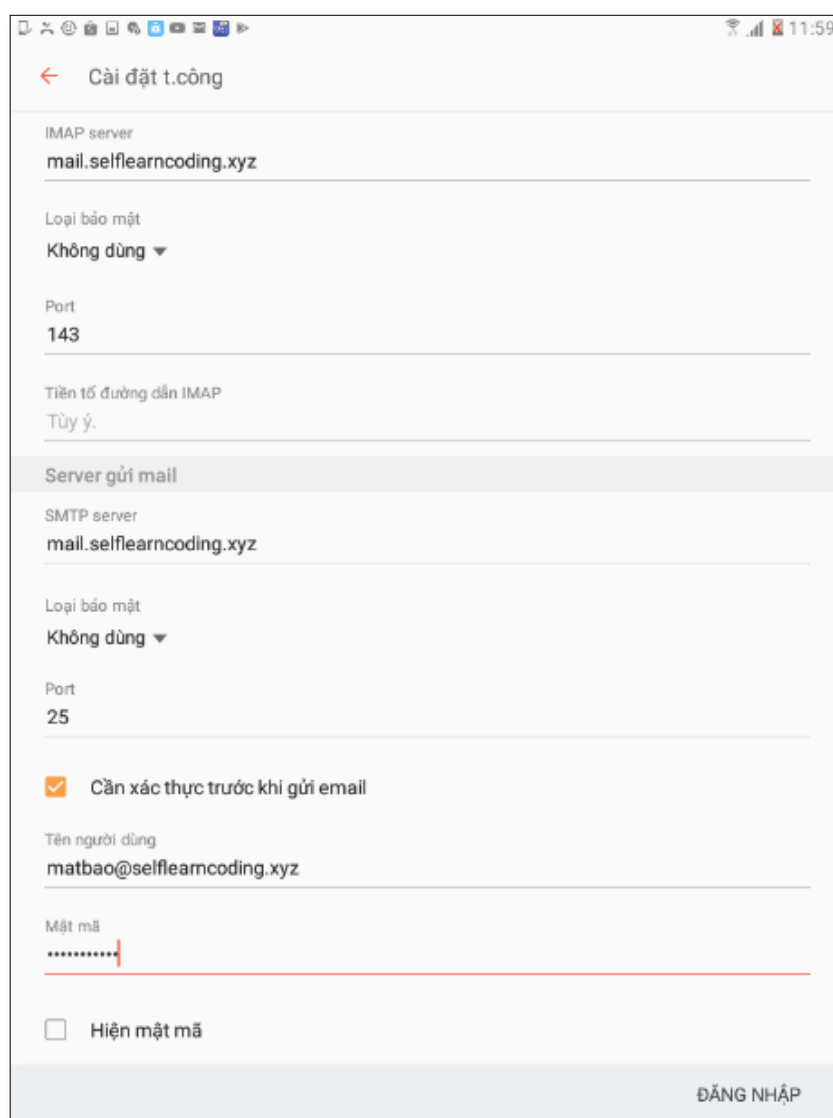 11:59
Cài đặt t.công
IMAP server
mail.selflearncoding.xyz
Loại bảo mật
Không dùng
Port
143
Tiền tố đường dẫn IMAP
Tùy ý.
Server gửi mail
SMTP server
mail.selflearncoding.xyz
Loại bảo mật
Không dùng
Port
25
Cần xác thực trước khi gửi email
Tên người dùng
matbao@selflearncoding.xyz
Mật mã
•••••••••••
Hiện mật mã
ĐĂNG NHẬP